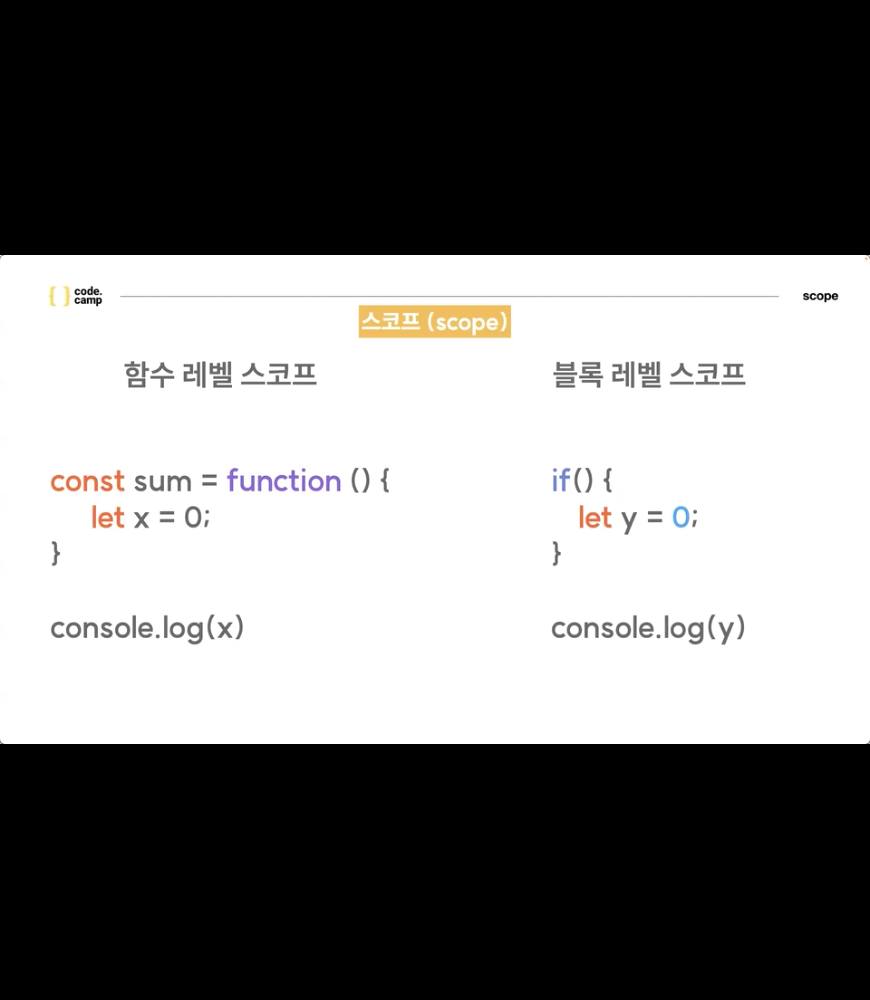 { } code.
camp
scope
스코프 (scope)
함수 레벨 스코프
const sum = function () {
let x = 0;
}
console.log(x)
블록 레벨 스코프
if() {
let y = 0;
}
console.log(y)